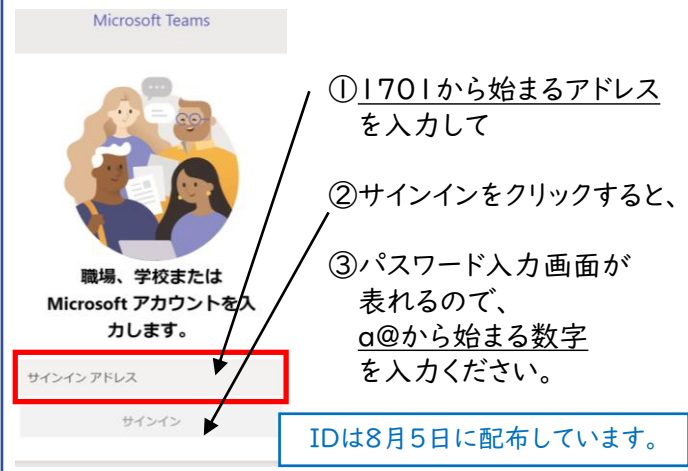 Microsoft Teams
職場、学校または
Microsoft アカウントを入
力します。
サインイン アドレス
サインイン
①1701から始まるアドレス
を入力して
②サインインをクリックすると、
③パスワード入力画面が
表れるので、
a@から始まる数字
を入力ください。
IDは8月5日に配布しています。